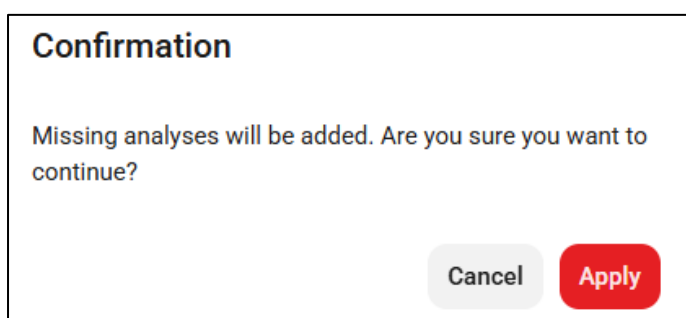 Confirmation
Missing analyses will be added. Are you sure you want to
continue?
Cancel Apply